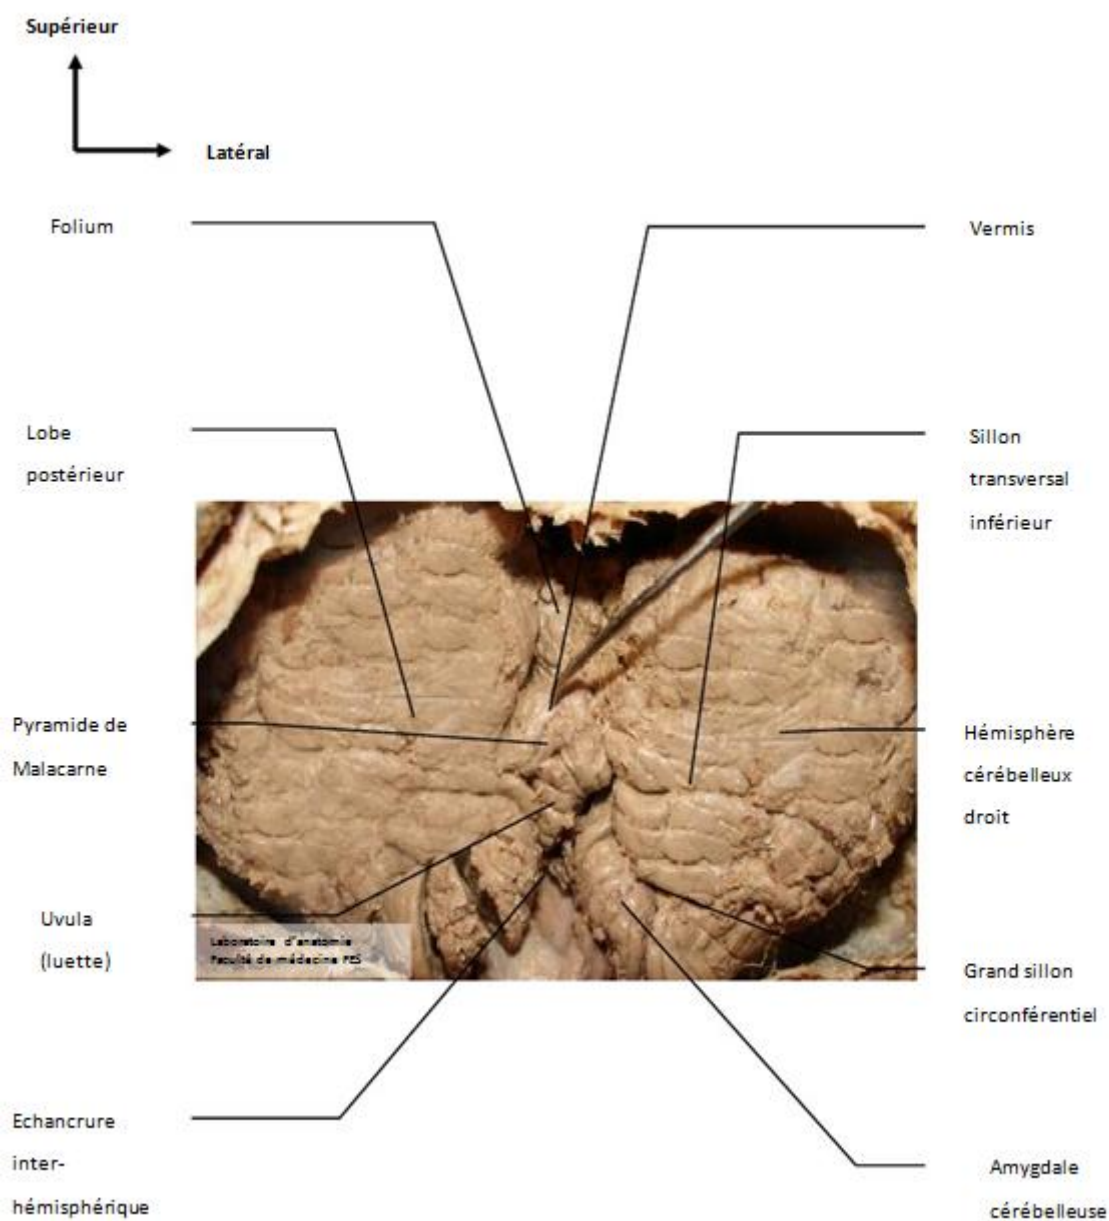 Supérieur
Latéral
Folium
Vermis
Lobe
postérieur
Sillon
transversal
inférieur
Pyramide de
Malacarne
Hémisphère
cérébelleux
droit
Uvula
(luette)
Laboratoire d'anatomie
Faculté de médecine FES
Grand sillon
circonférentiel
Echancrure
inter-
hémisphérique
Amygdale
cérébelleuse